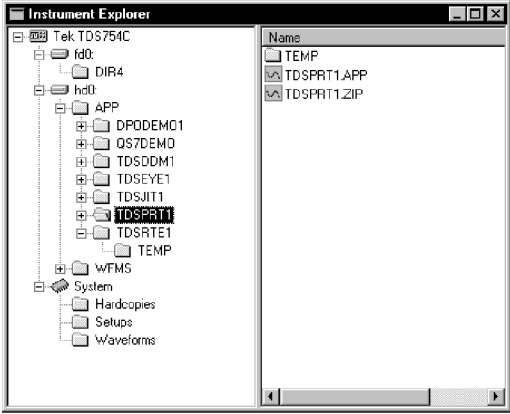 Instrument Explorer
Tek TDS754C
fd0:
DIR4
hd0:
APP
DPODEMO1
QS7DEMO
TDSDDM1
TDSEYE1
TDSJIT1
TDSPRT1
TDSRTE1
TEMP
WFMS
System
Hardcopies
Setups
Waveforms
Name
TEMP
TDSPRT1.APP
TDSPRT1.ZIP